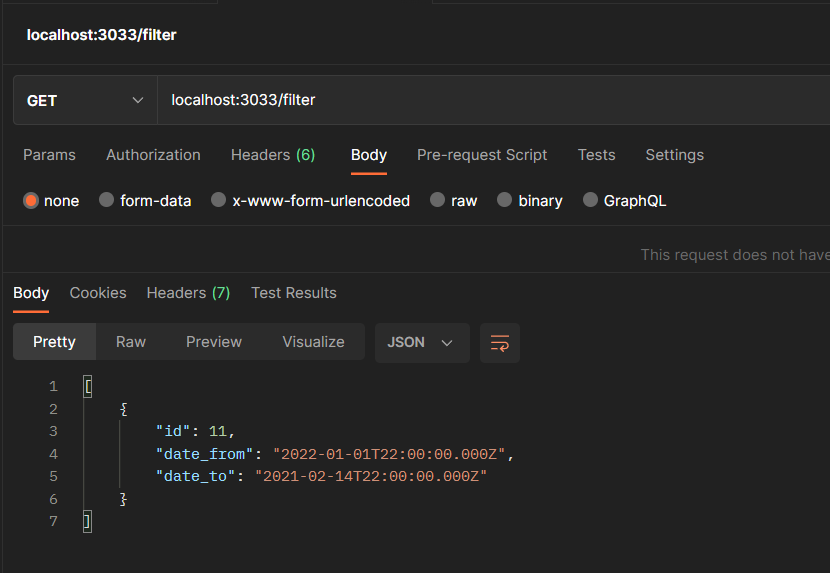 localhost:3033/filter
GET localhost:3033/filter
Params Authorization Headers (6) Body Pre-request Script Tests Settings
none form-data x-www-form-urlencoded raw binary GraphQL
This request does not have
Body Cookies Headers (7) Test Results
Pretty Raw Preview Visualize JSON
1 [
2 {
3 "id": 11,
4 "date_from": "2022-01-01T22:00:00.000Z",
5 "date_to": "2021-02-14T22:00:00.000Z"
6 }
7 ]